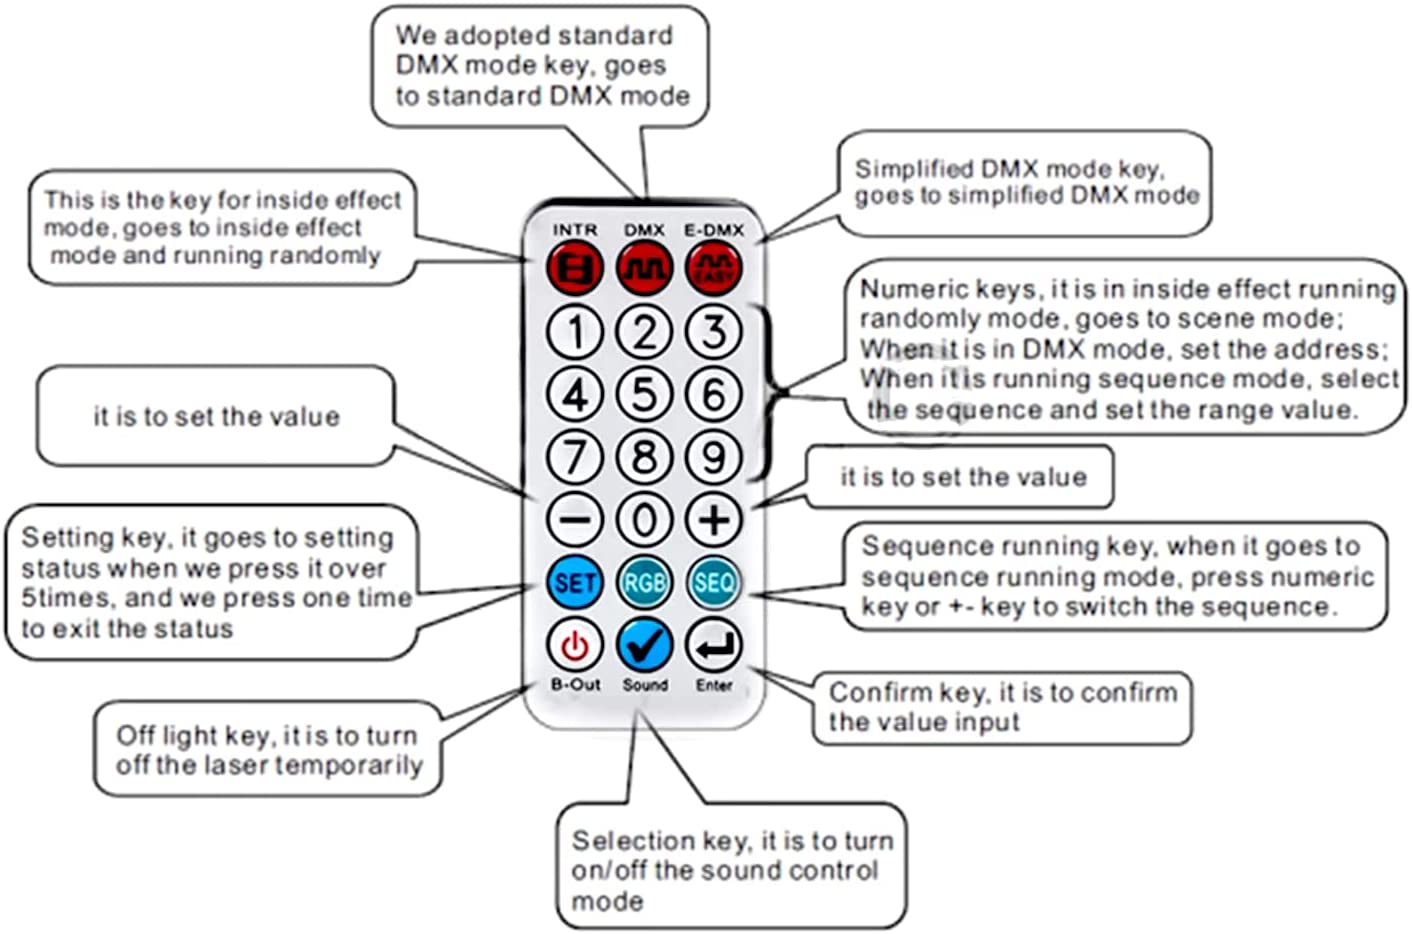 We adopted standard
DMX mode key, goes
to standard DMX mode
This is the key for inside effect
mode, goes to inside effect
mode and running randomly
Simplified DMX mode key,
goes to simplified DMX mode
INTR DMX E-DMX
EASY
1 2 3
4 5 6
7 8 9
− 0 +
SET RGB SEQ
B-Out Sound Enter
Numeric keys, it is in inside effect running
randomly mode, goes to scene mode;
When it is in DMX mode, set the address;
When it is running sequence mode, select
the sequence and set the range value.
it is to set the value
it is to set the value
Setting key, it goes to setting
status when we press it over
5times, and we press one time
to exit the status
Sequence running key, when it goes to
sequence running mode, press numeric
key or +- key to switch the sequence.
Off light key, it is to turn
off the laser temporarily
Confirm key, it is to confirm
the value input
Selection key, it is to turn
on/off the sound control
mode